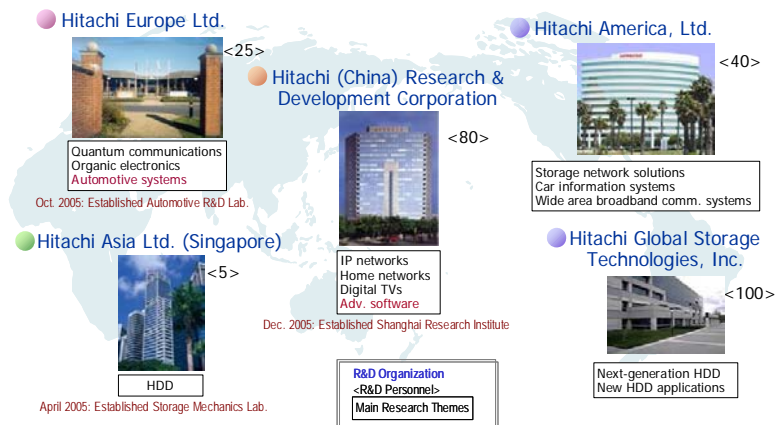 Hitachi Europe Ltd.
<25>
Quantum communications
Organic electronics
Automotive systems
Oct. 2005: Established Automotive R&D Lab.
Hitachi (China) Research &
Development Corporation
<80>
IP networks
Home networks
Digital TVs
Adv. software
Dec. 2005: Established Shanghai Research Institute
Hitachi America, Ltd.
<40>
Storage network solutions
Car information systems
Wide area broadband comm. systems
Hitachi Asia Ltd. (Singapore)
<5>
HDD
April 2005: Established Storage Mechanics Lab.
Hitachi Global Storage
Technologies, Inc.
<100>
Next-generation HDD
New HDD applications
R&D Organization
<R&D Personnel>
Main Research Themes